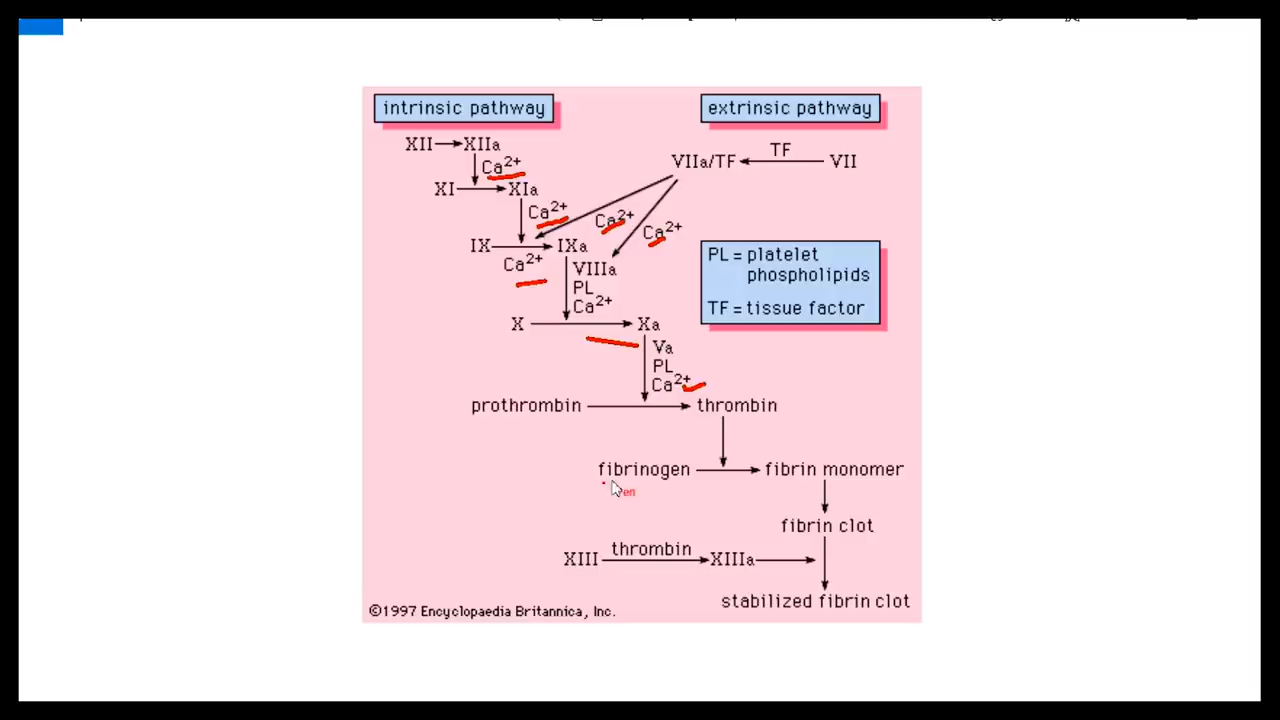 intrinsic pathway
extrinsic pathway
XII XIIa
Ca2+
TF
VIIa/TF VII
XI XIa
Ca2+
Ca2+
Ca2+
IX IXa
Ca2+
VIIIa
PL
Ca2+
PL = platelet
phospholipids
TF = tissue factor
X Xa
Va
PL
Ca2+
prothrombin thrombin
fibrinogen fibrin monomer
en
fibrin clot
XIII thrombin XIIIa
stabilized fibrin clot
©1997 Encyclopaedia Britannica, Inc.